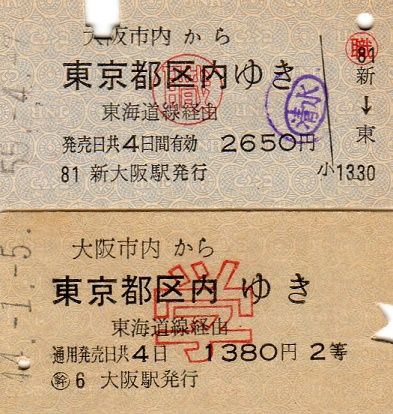 大阪市内 から
東京都区内ゆき
東海道線経由
発売日共4日間有効 2650円
81 新大阪駅発行
職
清水
職
81
新
↓
東
小1330
44.-1.-5.
大阪市内 から
東京都区内 ゆき
東海道線経由
通用発売日共4日 1380円 2等
6 大阪駅発行
学